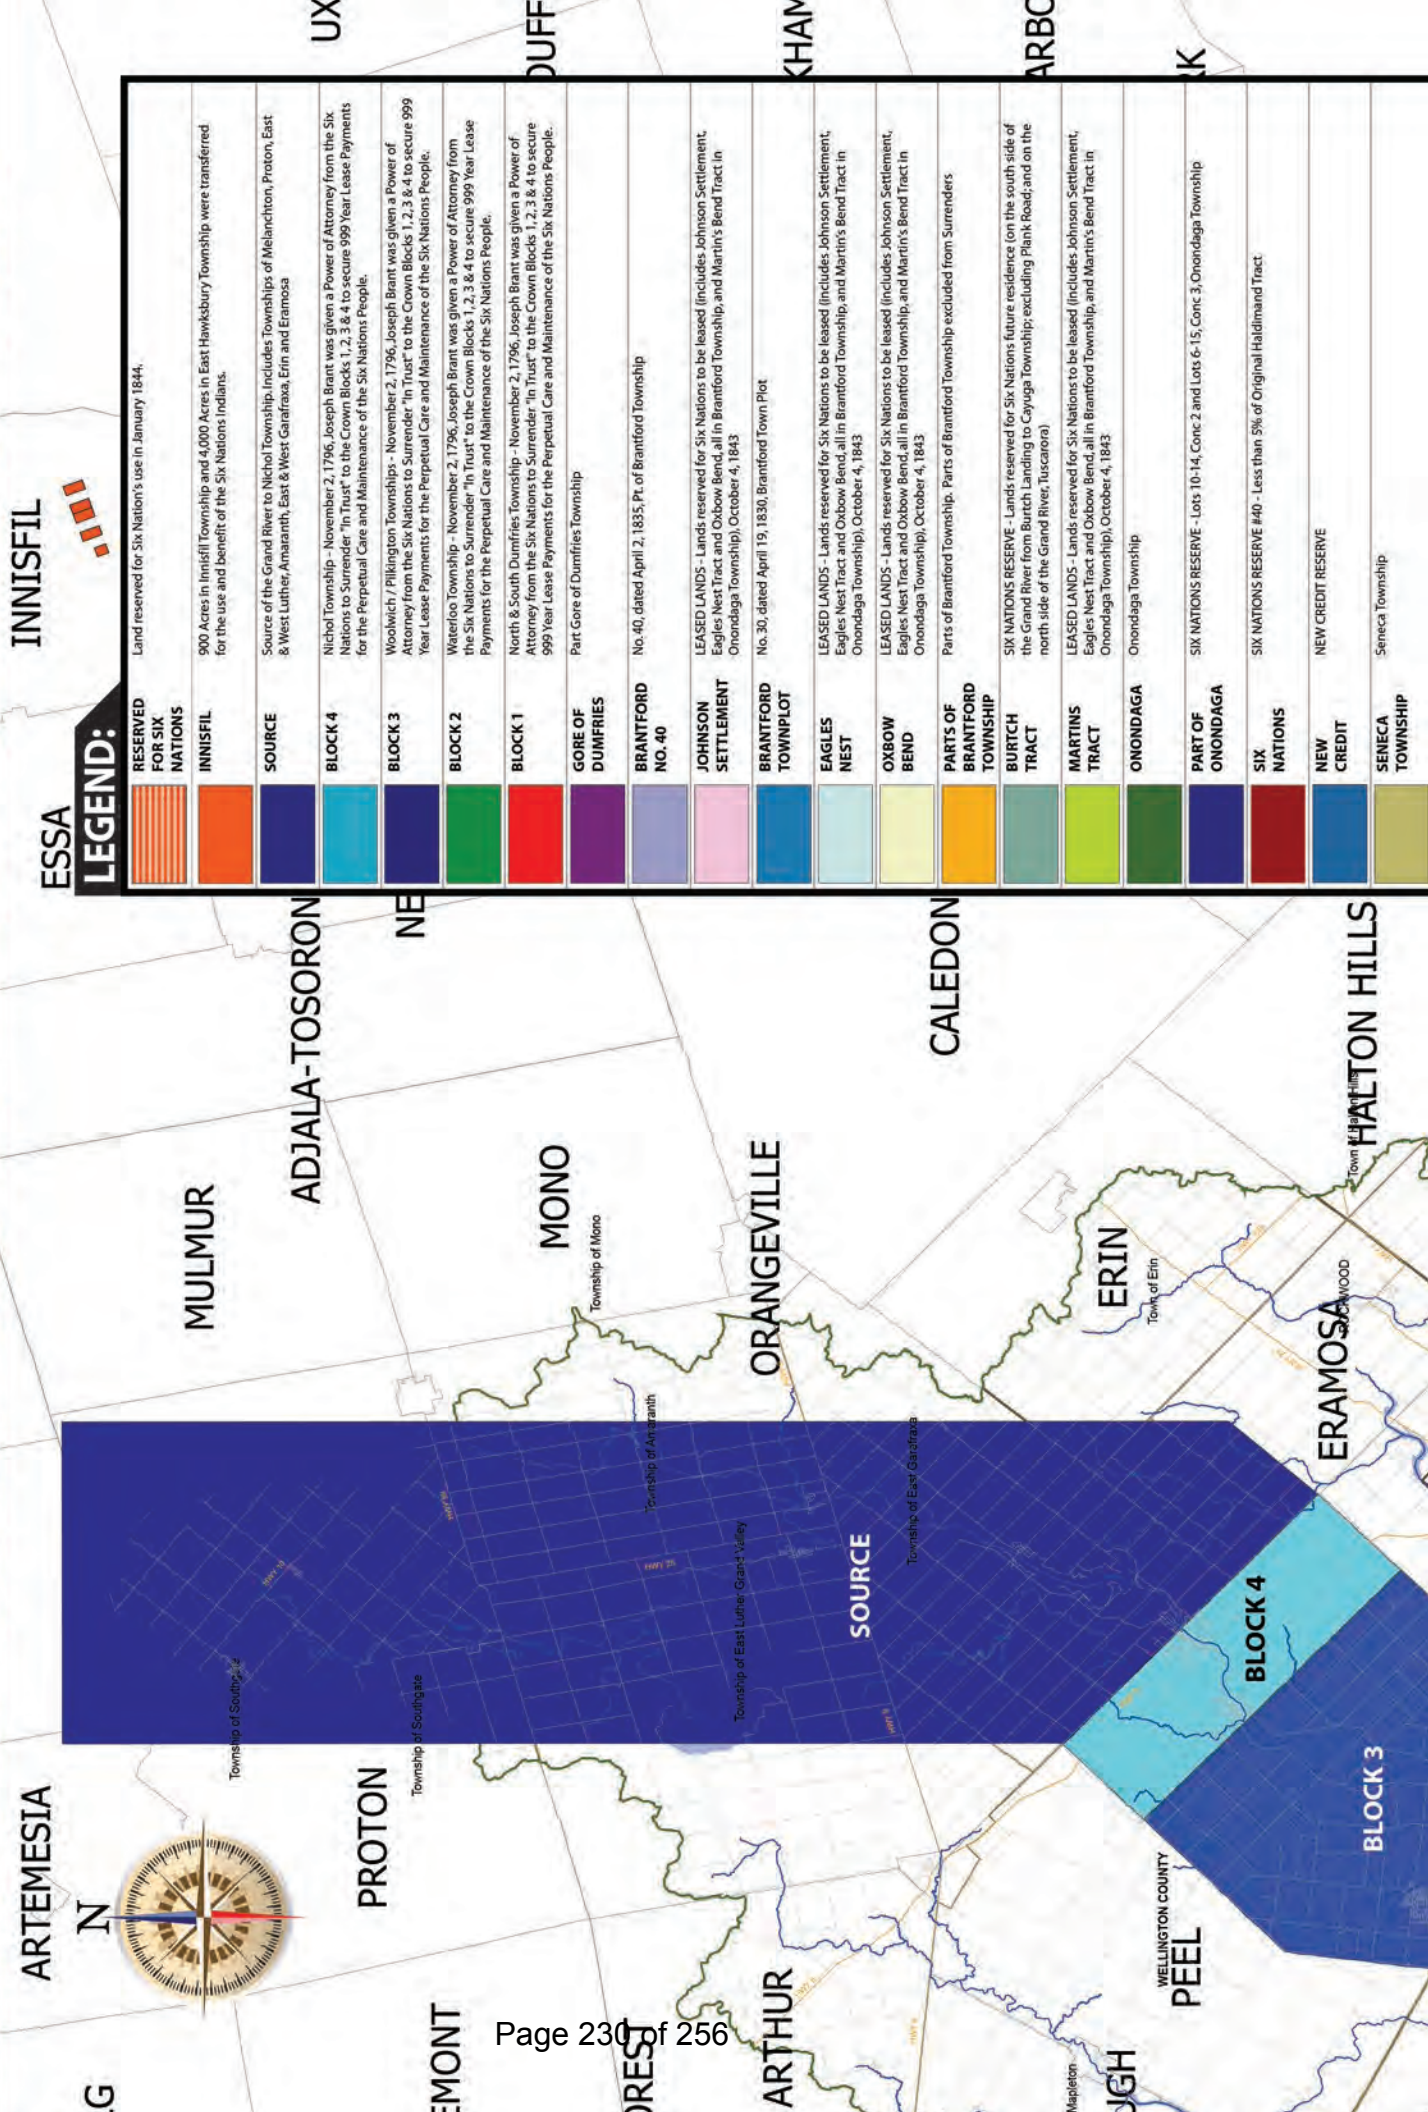 LEGEND:
RESERVED
FOR SIX
NATIONS
Land reserved for Six Nation's use in January 1844.
INNISFIL
900 Acres in Innisfil Township and 4,000 Acres in East Hawksbury Township were transferred
for the use and benefit of the Six Nations Indians.
SOURCE
Source of the Grand River to Nichol Township. Includes Townships of Melanchton, Proton, East
& West Luther, Amaranth, East & West Garafraxa, Erin and Eramosa
BLOCK 4
Nichol Township - November 2, 1796, Joseph Brant was given a Power of Attorney from the Six
Nations to Surrender "In Trust" to the Crown Blocks 1, 2, 3 & 4 to secure 999 Year Lease Payments
for the Perpetual Care and Maintenance of the Six Nations People.
BLOCK 3
Woolwich / Pilkington Townships - November 2, 1796, Joseph Brant was given a Power of
Attorney from the Six Nations to Surrender "In Trust" to the Crown Blocks 1, 2, 3 & 4 to secure 999
Year Lease Payments for the Perpetual Care and Maintenance of the Six Nations People.
BLOCK 2
Waterloo Township - November 2, 1796, Joseph Brant was given a Power of Attorney from
the Six Nations to Surrender "In Trust" to the Crown Blocks 1, 2, 3 & 4 to secure 999 Year Lease
Payments for the Perpetual Care and Maintenance of the Six Nations People.
BLOCK 1
North & South Dumfries Township - November 2, 1796, Joseph Brant was given a Power of
Attorney from the Six Nations to Surrender "In Trust" to the Crown Blocks 1, 2, 3 & 4 to secure
999 Year Lease Payments for the Perpetual Care and Maintenance of the Six Nations People.
GORE OF
DUMFRIES
Part Gore of Dumfries Township
BRANTFORD
NO. 40
No. 40, dated April 2, 1835, Pt. of Brantford Township
JOHNSON
SETTLEMENT
LEASED LANDS - Lands reserved for Six Nations to be leased (includes Johnson Settlement,
Eagles Nest Tract and Oxbow Bend, all in Brantford Township, and Martin's Bend Tract in
Onondaga Township), October 4, 1843
BRANTFORD
TOWNPLOT
No. 30, dated April 19, 1830, Brantford Town Plot
EAGLES
NEST
LEASED LANDS - Lands reserved for Six Nations to be leased (includes Johnson Settlement,
Eagles Nest Tract and Oxbow Bend, all in Brantford Township, and Martin's Bend Tract in
Onondaga Township), October 4, 1843
OXBOW
BEND
LEASED LANDS - Lands reserved for Six Nations to be leased (includes Johnson Settlement,
Eagles Nest Tract and Oxbow Bend, all in Brantford Township, and Martin's Bend Tract in
Onondaga Township), October 4, 1843
PARTS OF
BRANTFORD
TOWNSHIP
Parts of Brantford Township. Parts of Brantford Township excluded from Surrenders
BURTCH
TRACT
SIX NATIONS RESERVE - Lands reserved for Six Nations future residence (on the south side of
the Grand River from Burtch Landing to Cayuga Township; excluding Plank Road; and on the
north side of the Grand River, Tuscarora)
MARTINS
TRACT
LEASED LANDS - Lands reserved for Six Nations to be leased (includes Johnson Settlement,
Eagles Nest Tract and Oxbow Bend, all in Brantford Township, and Martin's Bend Tract in
Onondaga Township), October 4, 1843
ONONDAGA
Onondaga Township
PART OF
ONONDAGA
SIX NATIONS RESERVE - Lots 10-14, Conc 2 and Lots 6-15, Conc 3, Onondaga Township
SIX
NATIONS
SIX NATIONS RESERVE #40 - Less than 5% of Original Haldimand Tract
NEW
CREDIT
NEW CREDIT RESERVE
SENECA
TOWNSHIP
Seneca Township
INNISFIL
ESSA
UX
DUFF
KHAM
ARBO
RK
ADJALA-TOSORON
NE
CALEDON
HALTON HILLS
Town of Halton Hills
MULMUR
MONO
Township of Mono
ORANGEVILLE
ERIN
Town of Erin
ERAMOSA
Township of Amaranth
Township of East Garafraxa
Township of East Luther Grand Valley
SOURCE
HWY 10
HWY 25
HWY 9
Township of Southgate
Township of Southgate
BLOCK 4
BLOCK 3
ARTEMESIA
N
PROTON
WELLINGTON COUNTY
PEEL
ARTHUR
HWY 6
EMONT
OREST
LG
UGH
Mapleton
Page 230 of 256